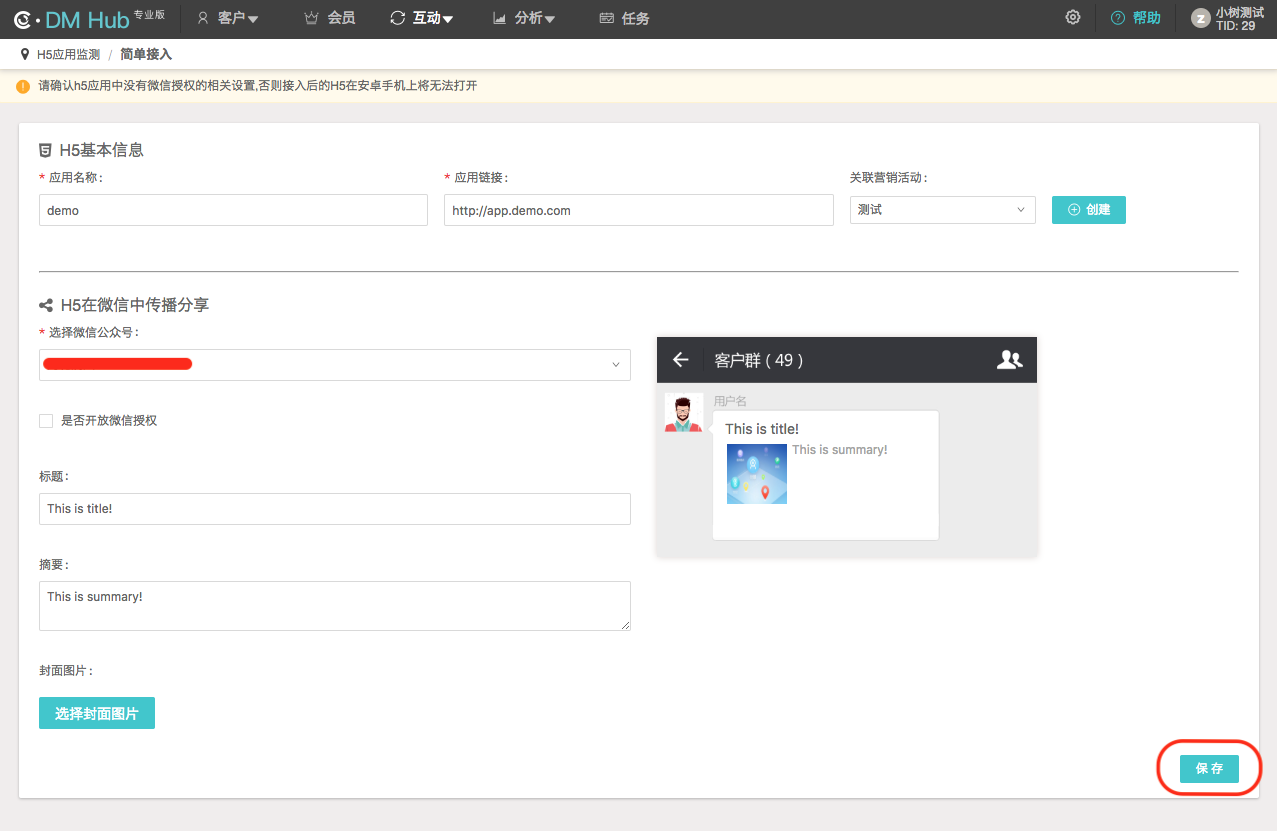 DM Hub 专业版
客户
会员
互动
分析
任务
帮助
z
小树测试
TID: 29
H5应用监测 / 简单接入
请确认h5应用中没有微信授权的相关设置,否则接入后的H5在安卓手机上将无法打开
H5基本信息
* 应用名称:
* 应用链接:
关联营销活动:
demo
http://app.demo.com
测试
创建
H5在微信中传播分享
* 选择微信公众号:
是否开放微信授权
标题:
This is title!
摘要:
This is summary!
封面图片:
选择封面图片
客户群 ( 49 )
用户名
This is title!
This is summary!
保 存